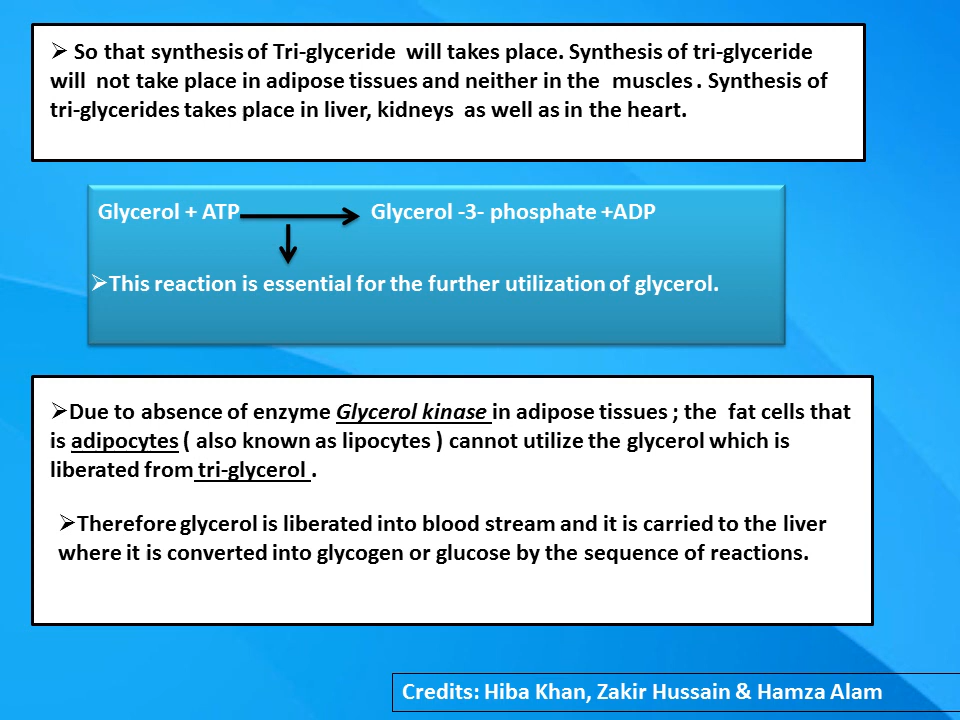 ➢ So that synthesis of Tri-glyceride will takes place. Synthesis of tri-glyceride
will not take place in adipose tissues and neither in the muscles . Synthesis of
tri-glycerides takes place in liver, kidneys as well as in the heart.
Glycerol + ATP Glycerol -3- phosphate +ADP
➢This reaction is essential for the further utilization of glycerol.
➢Due to absence of enzyme Glycerol kinase in adipose tissues ; the fat cells that
is adipocytes ( also known as lipocytes ) cannot utilize the glycerol which is
liberated from tri-glycerol .
➢Therefore glycerol is liberated into blood stream and it is carried to the liver
where it is converted into glycogen or glucose by the sequence of reactions.
Credits: Hiba Khan, Zakir Hussain & Hamza Alam